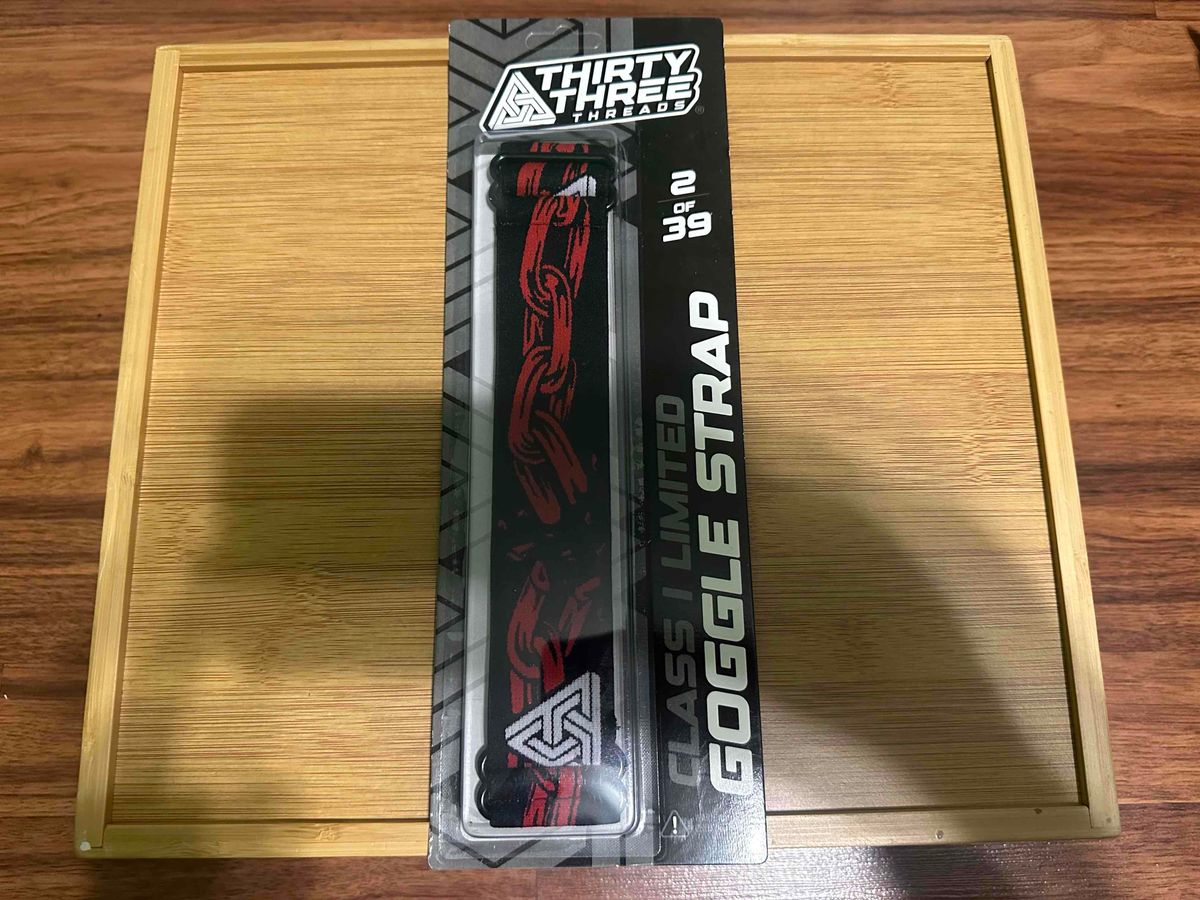 THIRTY
THREE
THREADS®
2
OF
39
CLASS | LIMITED
GOGGLE STRAP